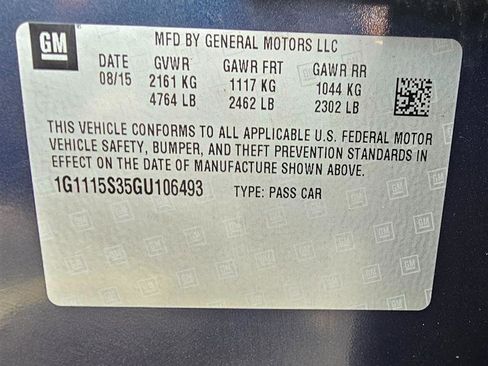 GM
MFD BY GENERAL MOTORS LLC
DATE GVWR GAWR FRT GAWR RR
08/15 2161 KG 1117 KG 1044 KG
4764 LB 2462 LB 2302 LB
THIS VEHICLE CONFORMS TO ALL APPLICABLE U.S. FEDERAL MOTOR
VEHICLE SAFETY, BUMPER, AND THEFT PREVENTION STANDARDS IN
EFFECT ON THE DATE OF MANUFACTURE SHOWN ABOVE.
1G1115S35GU106493 TYPE: PASS CAR